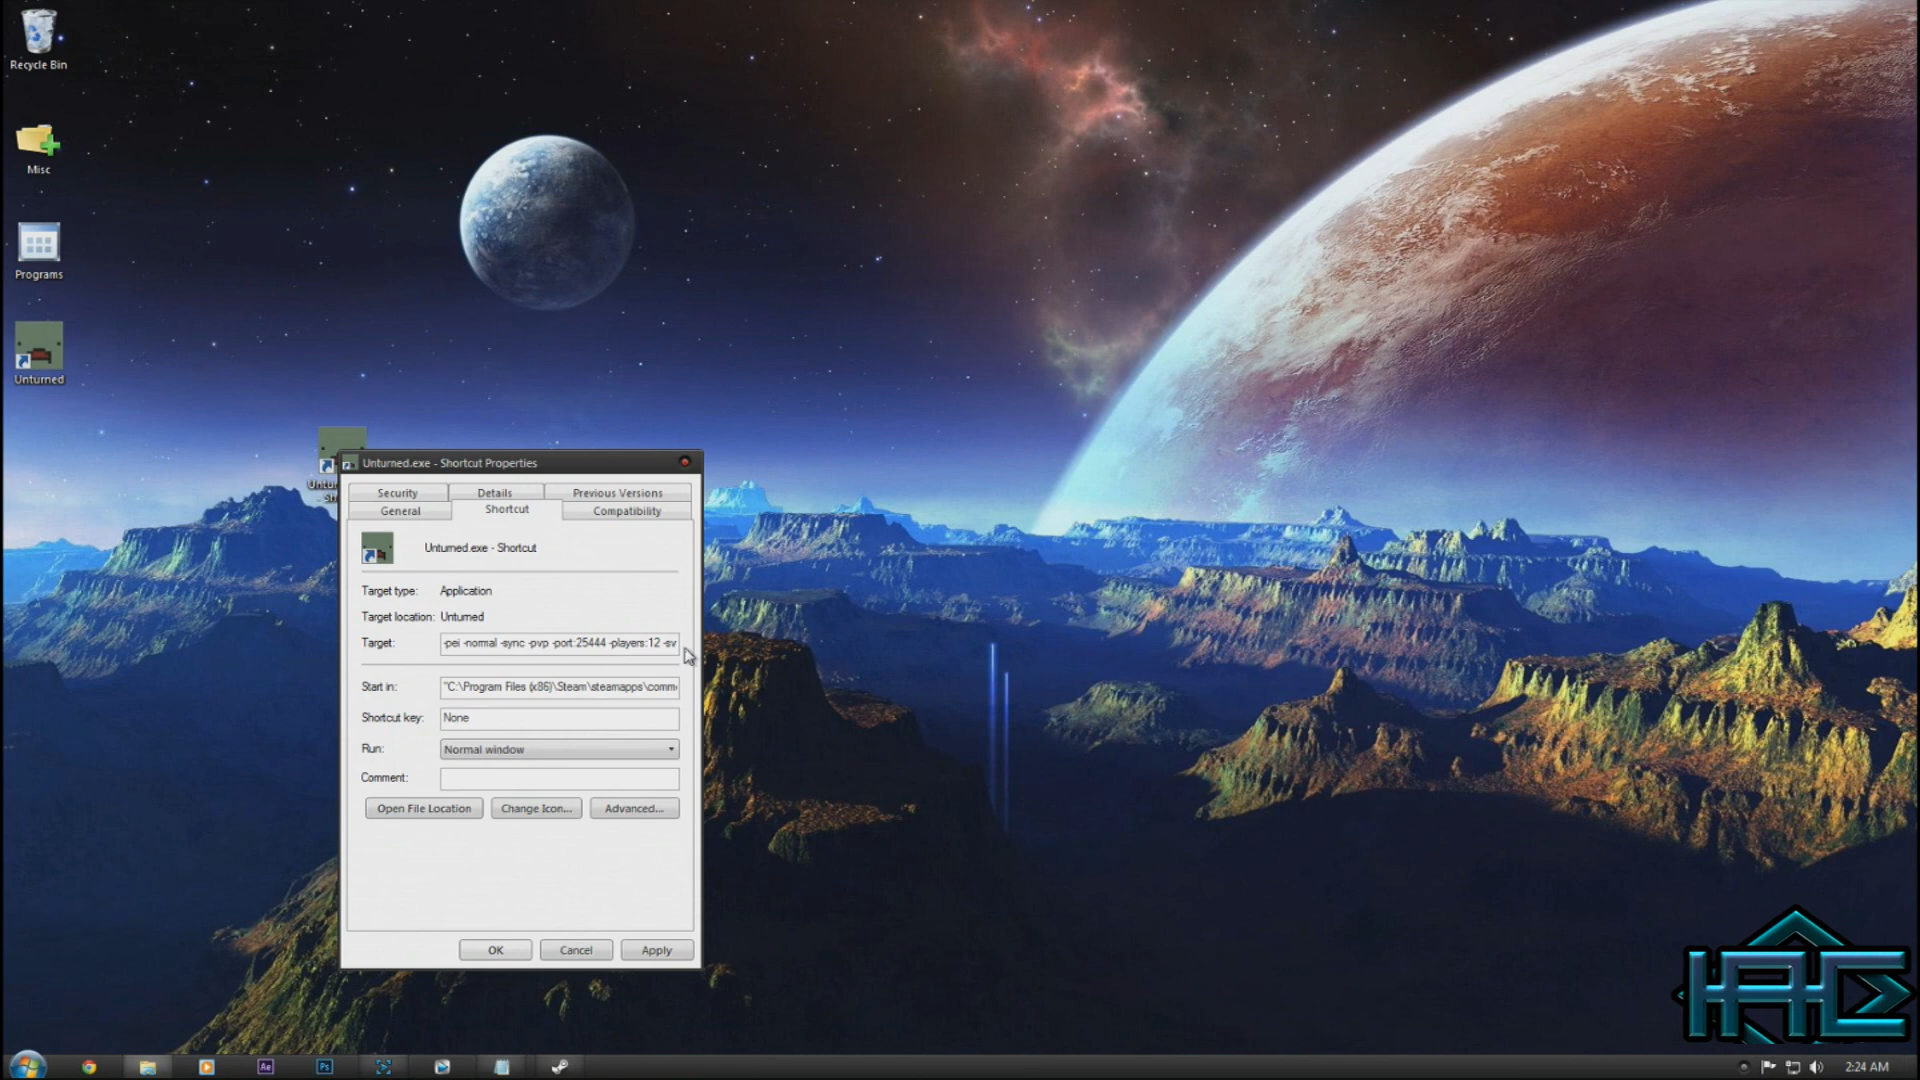 Recycle Bin
Misc
Programs
Unturned
Unturned.exe - Shortcut Properties
Security
Details
Previous Versions
General
Shortcut
Compatibility
Unturned.exe - Shortcut
Target type:
Application
Target location:
Unturned
Target:
-pei -normal -sync -pvp -port:25444 -players:12 -sv
Start in:
"C:\Program Files (x86)\Steam\steamapps\comm
Shortcut key:
None
Run:
Normal window
Comment:
Open File Location
Change Icon...
Advanced...
OK
Cancel
Apply
Ae
Ps
2:24 AM